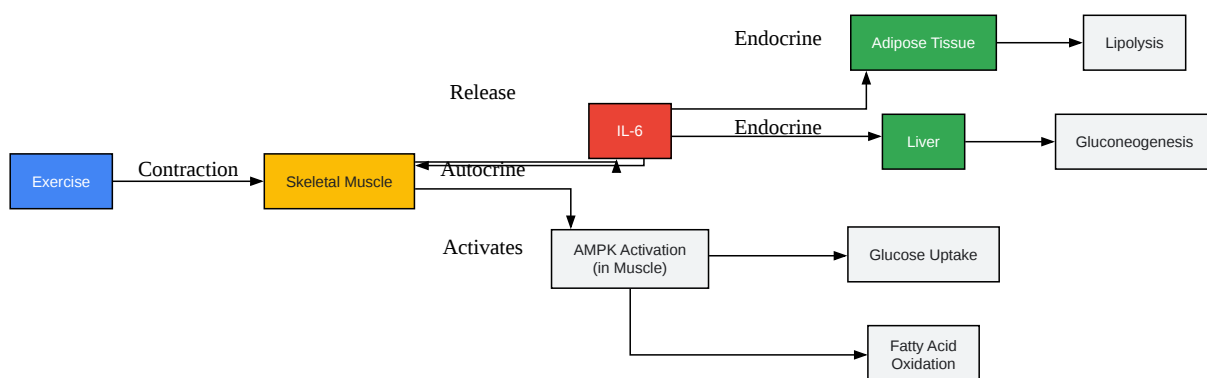 Endocrine
Adipose Tissue
Lipolysis
Release
IL-6
Endocrine
Liver
Gluconeogenesis
Exercise
Contraction
Skeletal Muscle
Autocrine
Activates
AMPK Activation
(in Muscle)
Glucose Uptake
Fatty Acid
Oxidation